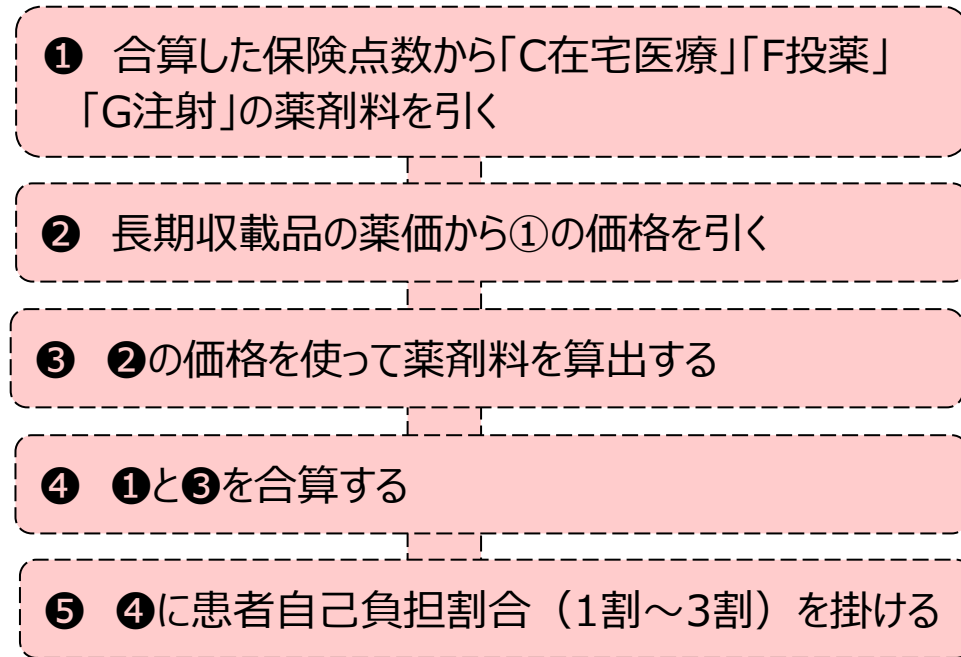 ❶ 合算した保険点数から「C在宅医療」「F投薬」
「G注射」の薬剤料を引く
❷ 長期収載品の薬価から①の価格を引く
❸ ❷の価格を使って薬剤料を算出する
❹ ❶と❸を合算する
❺ ❹に患者自己負担割合（1割～3割）を掛ける